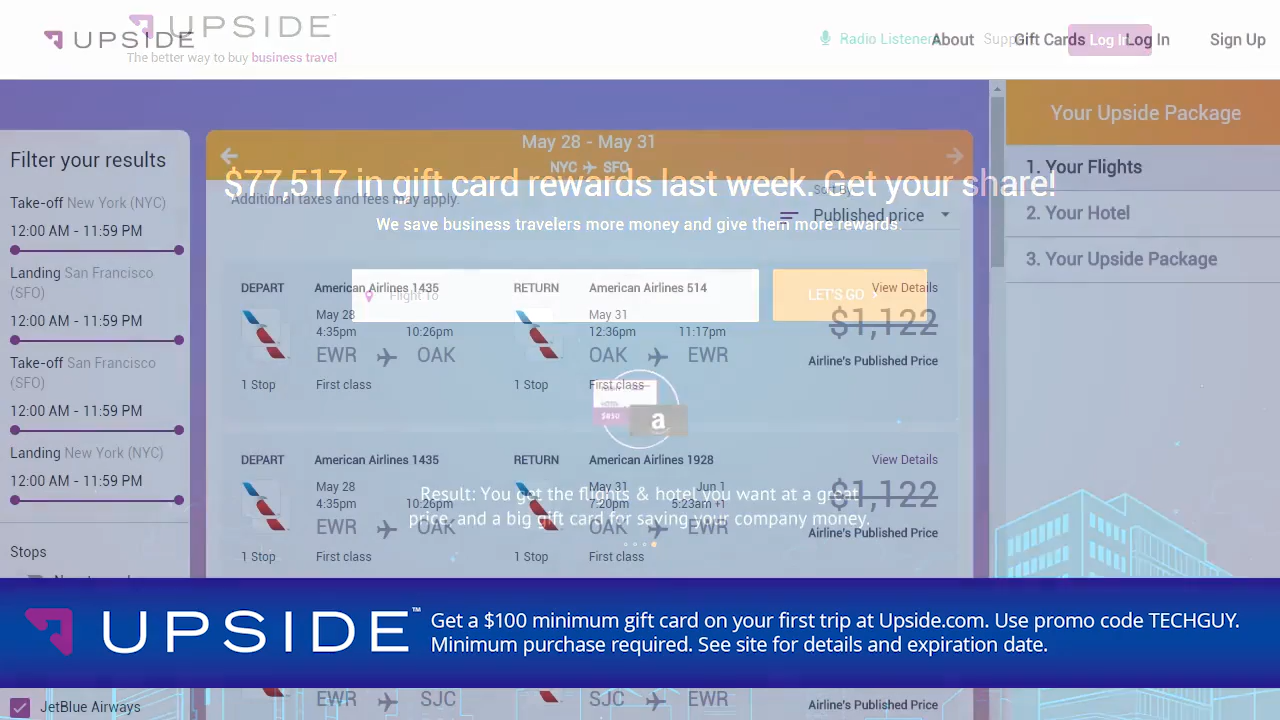 UPSIDE
UPSIDE™
The better way to buy business travel
Radio Listener
About
Gift Cards
Log In
Log In
Sign Up
Filter your results
Take-off New York (NYC)
12:00 AM - 11:59 PM
Landing San Francisco
(SFO)
12:00 AM - 11:59 PM
Take-off San Francisco
(SFO)
12:00 AM - 11:59 PM
Landing New York (NYC)
12:00 AM - 11:59 PM
Stops
May 28 - May 31
NYC SFO
$77,517 in gift card rewards last week. Get your share!
Additional taxes and fees may apply.
Sort By
Published price
We save business travelers more money and give them more rewards.
Flight To
LET'S GO
DEPART
American Airlines 1435
May 28
4:35pm 10:26pm
EWR OAK
1 Stop First class
RETURN
American Airlines 514
May 31
12:36pm 11:17pm
OAK EWR
1 Stop First class
View Details
$1,122
Airline's Published Price
$850
a
DEPART
American Airlines 1435
May 28
4:35pm 10:26pm
EWR OAK
1 Stop First class
RETURN
American Airlines 1928
May 31 Jun 1
7:20pm 5:23am +1
OAK EWR
1 Stop First class
View Details
$1,122
Airline's Published Price
Result: You get the flights & hotel you want at a great
price, and a big gift card for saving your company money.
Your Upside Package
1. Your Flights
2. Your Hotel
3. Your Upside Package
UPSIDE™
Get a $100 minimum gift card on your first trip at Upside.com. Use promo code TECHGUY.
Minimum purchase required. See site for details and expiration date.
JetBlue Airways
EWR SJC
SJC EWR
Airline's Published Price